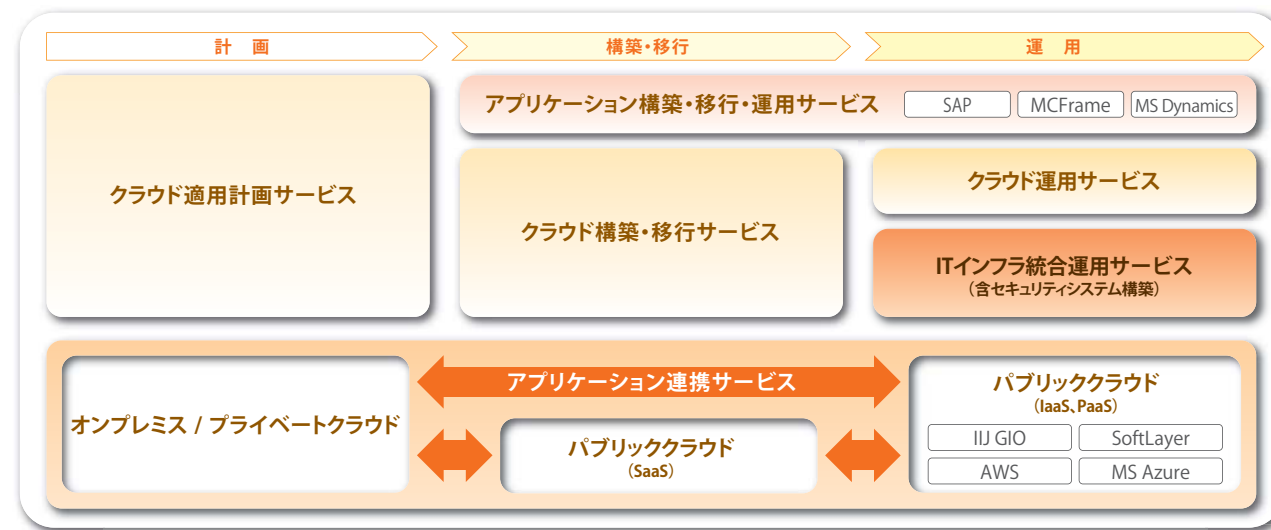 計 画
構築・移行
運 用
アプリケーション構築・移行・運用サービス
SAP
MCFrame
MS Dynamics
クラウド適用計画サービス
クラウド構築・移行サービス
クラウド運用サービス
ITインフラ統合運用サービス
（含セキュリティシステム構築）
オンプレミス / プライベートクラウド
アプリケーション連携サービス
パブリッククラウド
（SaaS）
パブリッククラウド
（IaaS、PaaS）
IIJ GIO
SoftLayer
AWS
MS Azure